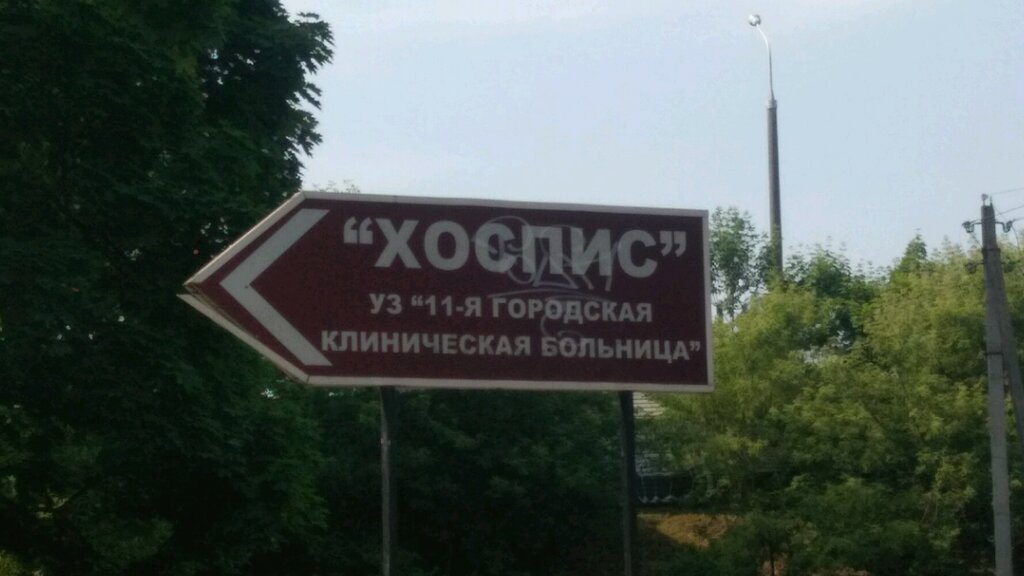 “ХОСПИС”
УЗ “11-Я ГОРОДСКАЯ
КЛИНИЧЕСКАЯ БОЛЬНИЦА”